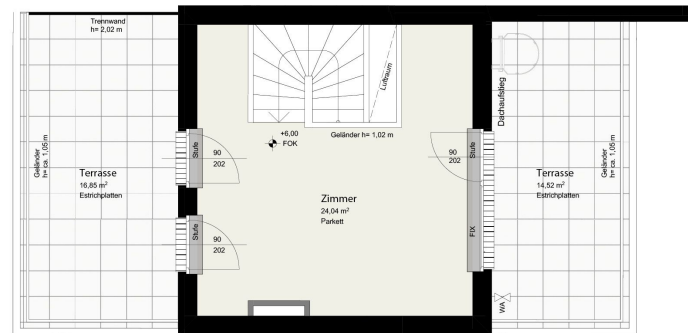 Trennwand
h= 2,02 m
Geländer
h= ca. 1,05 m
Terrasse
16,85 m²
Estrichplatten
Stufe
90
202
Stufe
90
202
+6,00
FOK
Geländer h= 1,02 m
Luftraum
Zimmer
24,04 m²
Parkett
90
202
Stufe
FIX
Dachaufstieg
WA
Terrasse
14,52 m²
Estrichplatten
Geländer
h= ca. 1,05 m